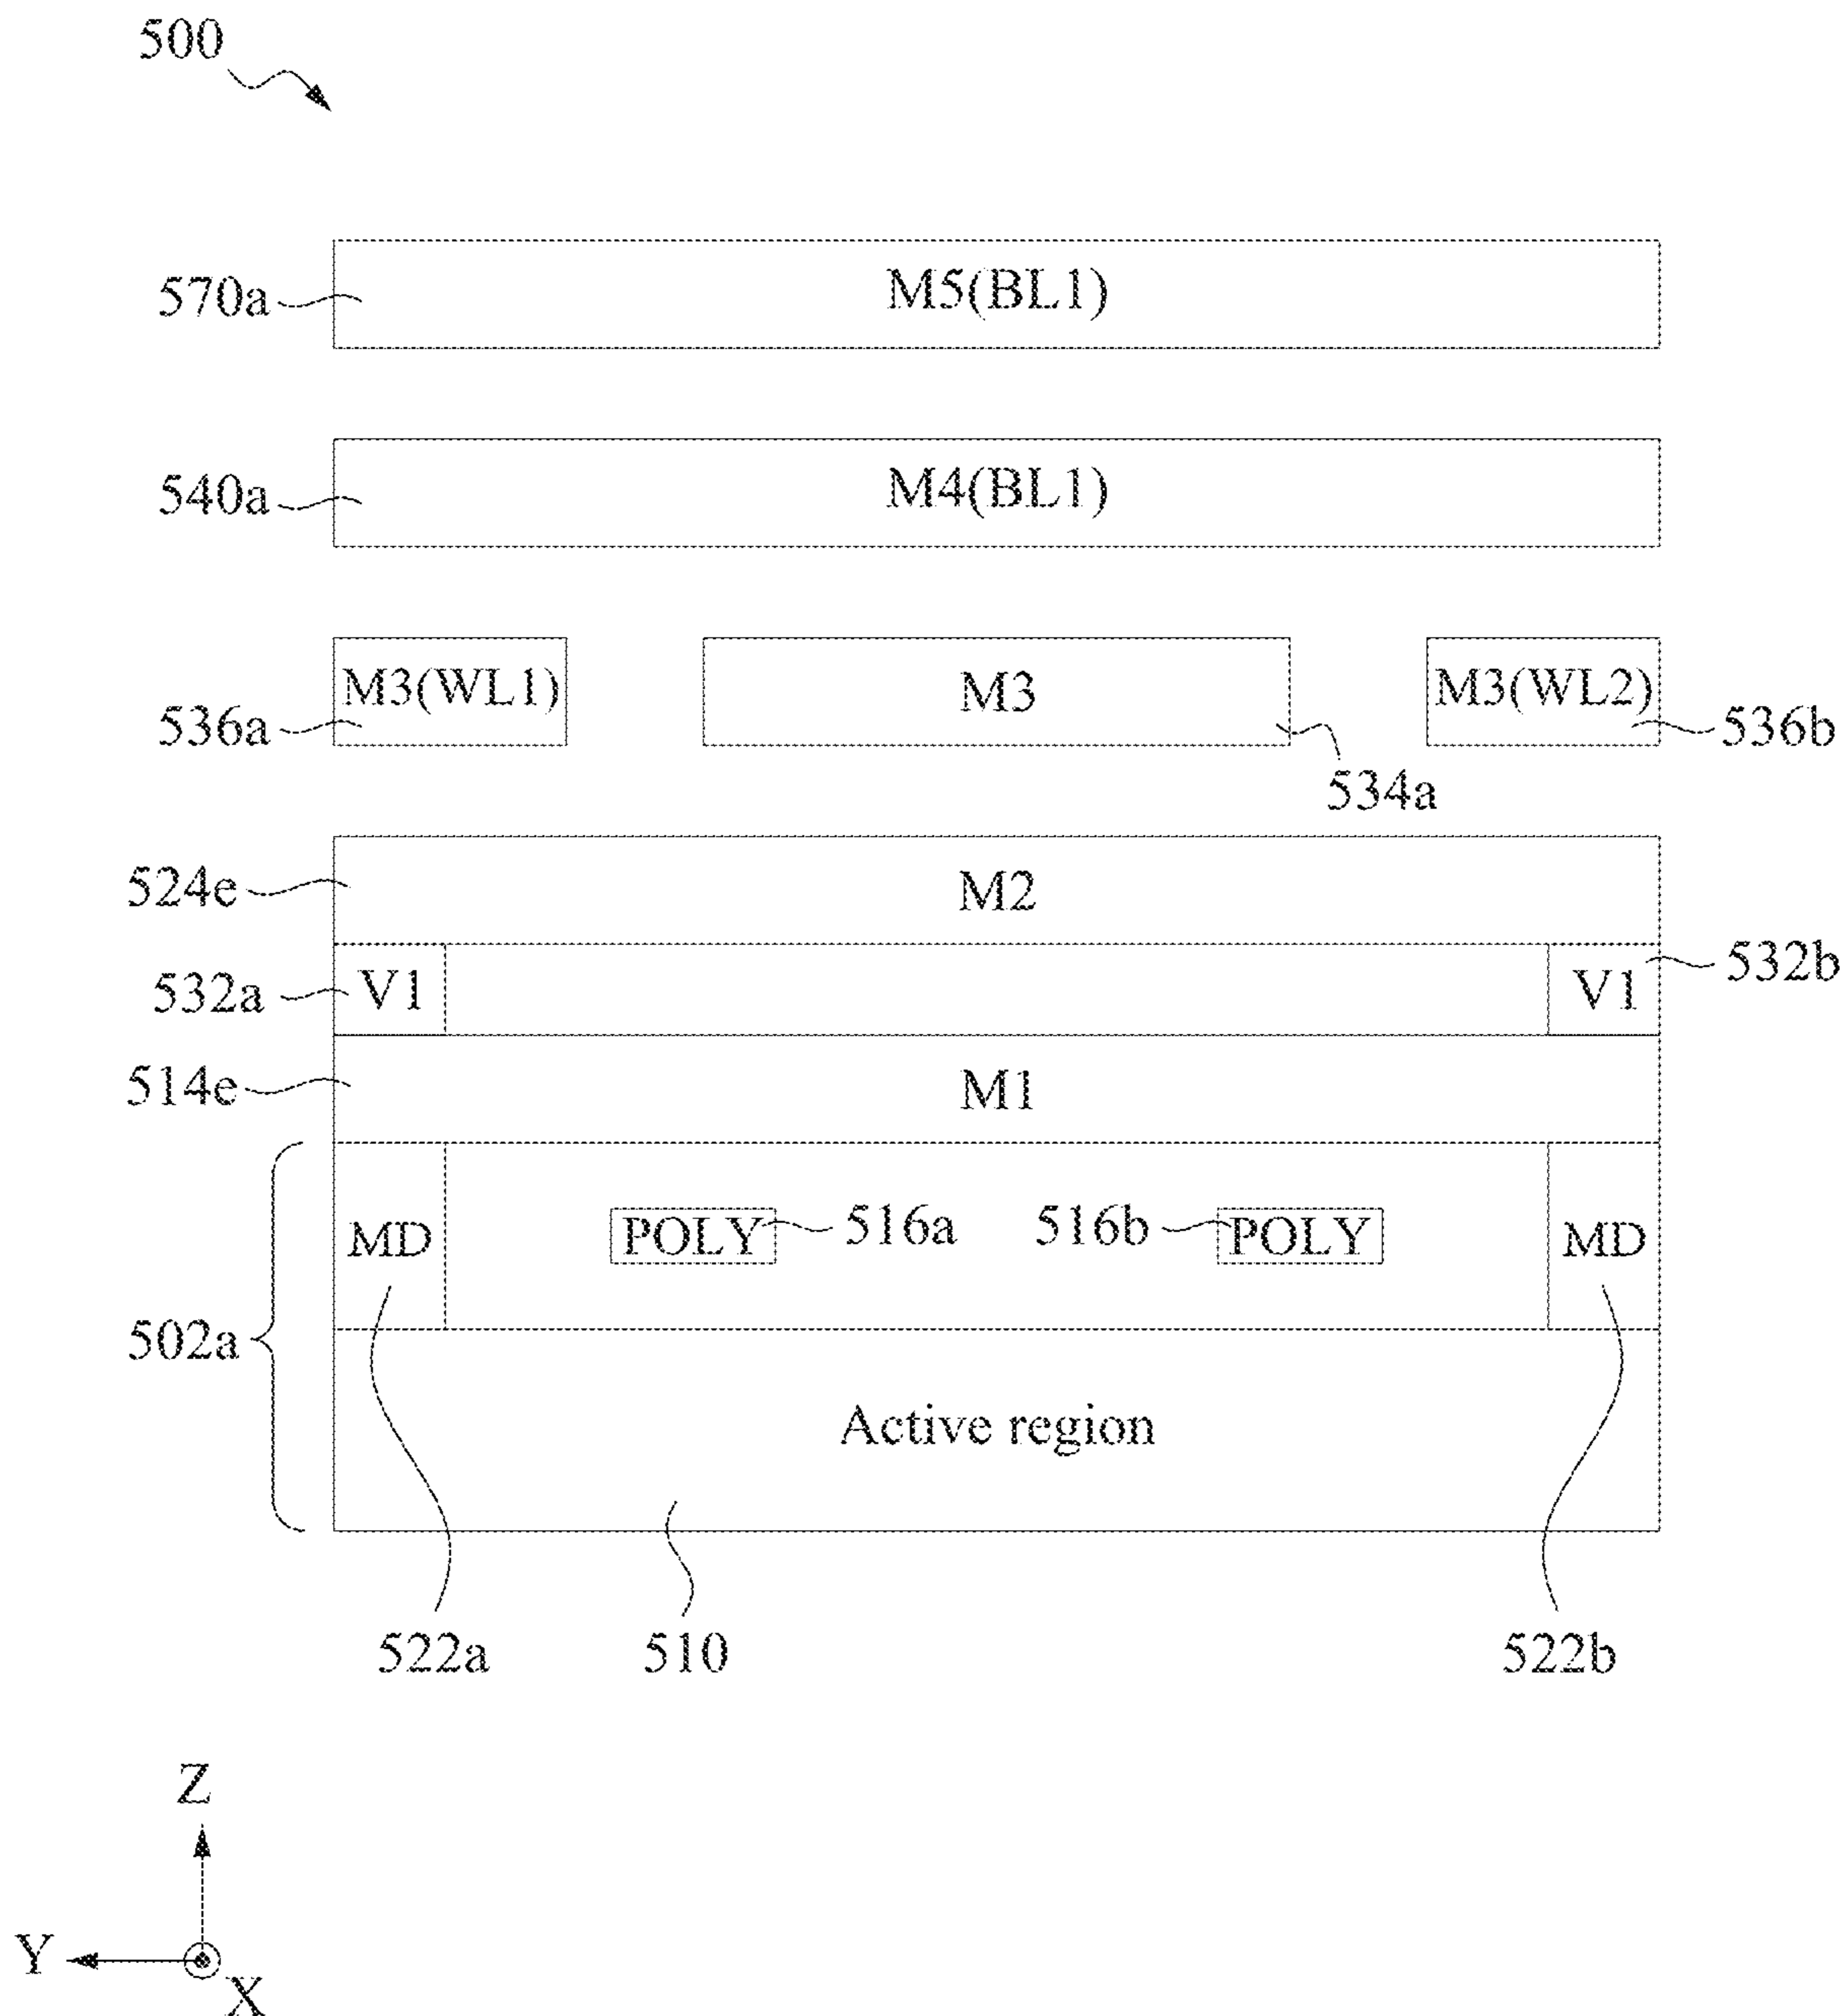 500
570a
M5(BL1)
540a
M4(BL1)
M3(WL1)
M3
M3(WL2)
536a
536b
534a
524e
M2
532a
V1
V1
532b
514e
M1
502a
MD
POLY
516a
516b
POLY
MD
Active region
522a
510
522b
Z
Y
X